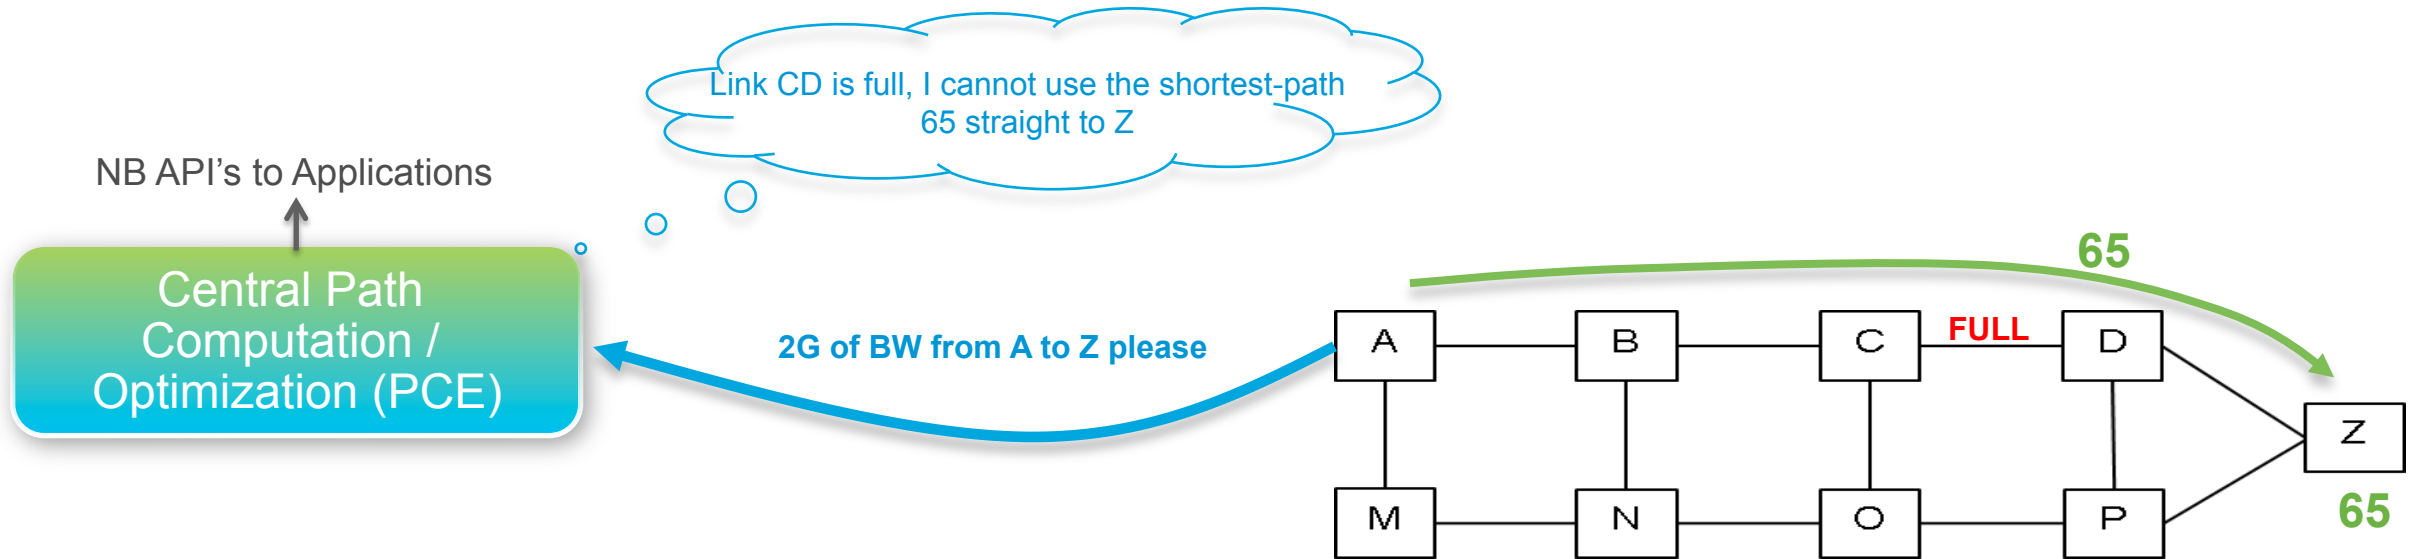 Link CD is full, I cannot use the shortest-path
65 straight to Z
NB API's to Applications
Central Path
Computation /
Optimization (PCE)
2G of BW from A to Z please
65
A
B
C
FULL
D
Z
65
M
N
O
P